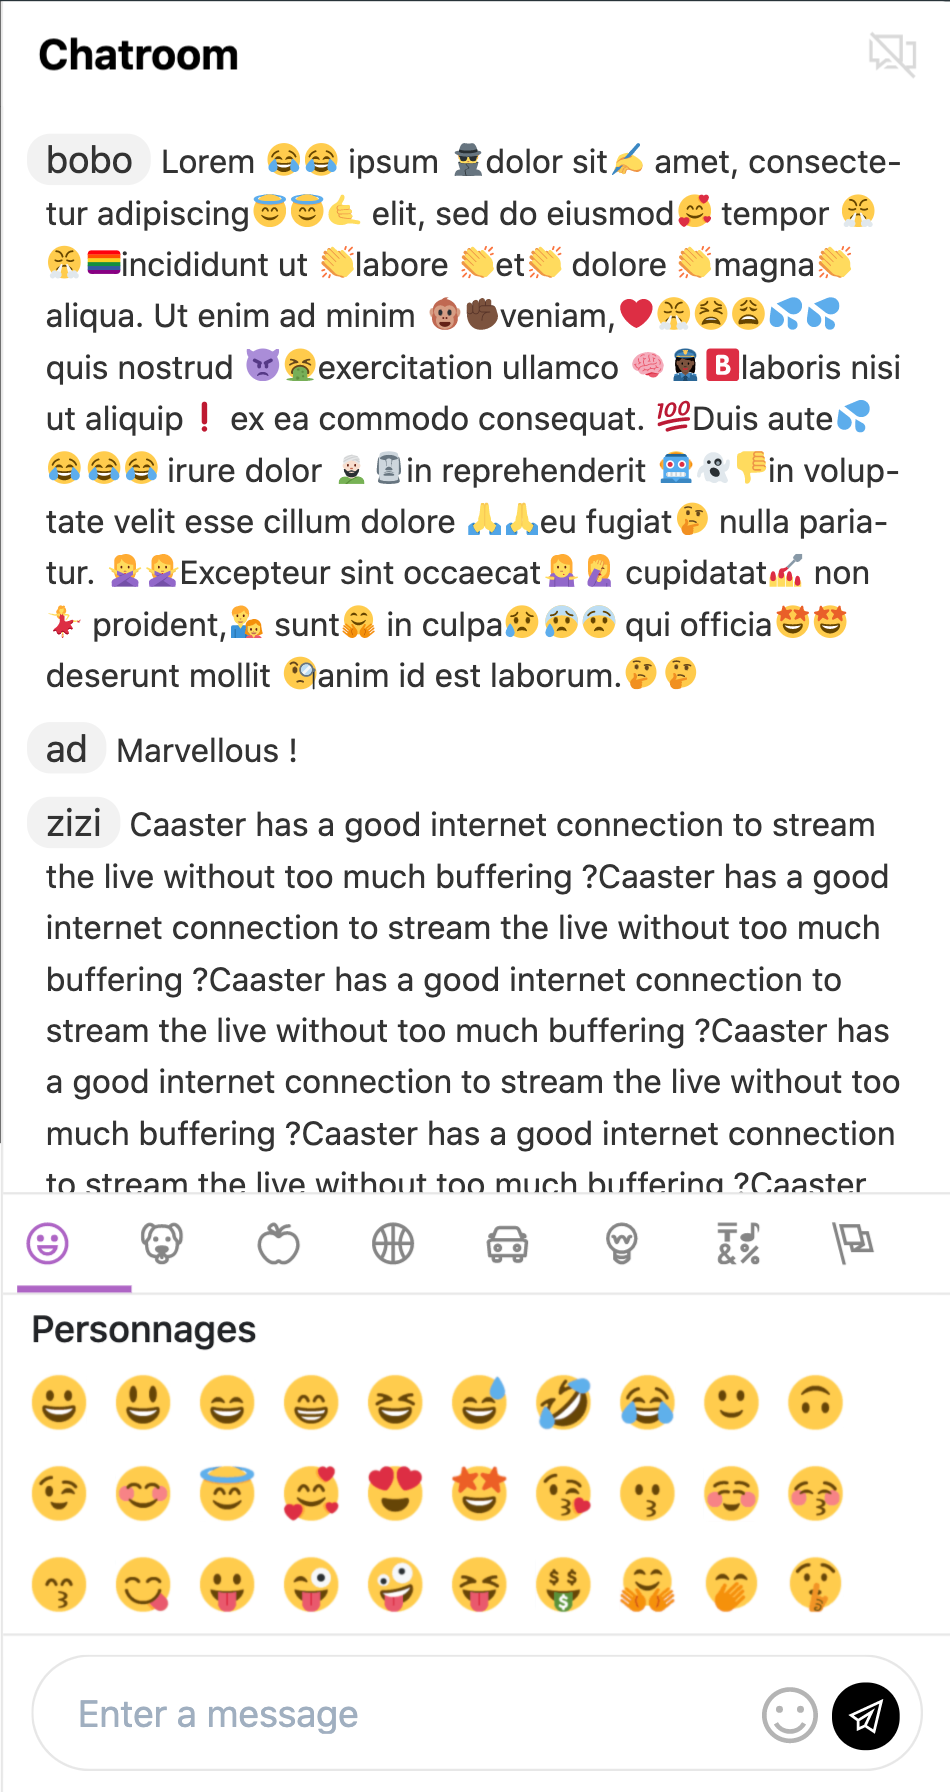 Chatroom
bobo Lorem 😂😂 ipsum 🕵️dolor sit✍️ amet, consecte-
tur adipiscing😇😇🤙 elit, sed do eiusmod🥰 tempor 😤
😤🏳️‍🌈incididunt ut 👏labore 👏et👏 dolore 👏magna👏
aliqua. Ut enim ad minim 🐵✊🏿veniam,❤️😤😫😩💦💦
quis nostrud 👿🤮exercitation ullamco 🧠👮🏿‍♀️🅱️laboris nisi
ut aliquip❗ ex ea commodo consequat. 💯Duis aute💦
😂😂😂 irure dolor 👳🏻‍♂️🗿in reprehenderit 🤖👻👎in volup-
tate velit esse cillum dolore 🙏🙏eu fugiat🤔 nulla paria-
tur. 🙅‍♀️🙅‍♀️Excepteur sint occaecat🤷‍♀️🤦‍♀️ cupidatat💅 non
💃 proident,👨‍👧 sunt🤗 in culpa😥😰😨 qui officia🤩🤩
deserunt mollit 🧐anim id est laborum.🤔🤔
ad Marvellous !
zizi Caaster has a good internet connection to stream
the live without too much buffering ?Caaster has a good
internet connection to stream the live without too much
buffering ?Caaster has a good internet connection to
stream the live without too much buffering ?Caaster has
a good internet connection to stream the live without too
much buffering ?Caaster has a good internet connection
to stream the live without too much buffering ?Caaster
Personnages
Enter a message